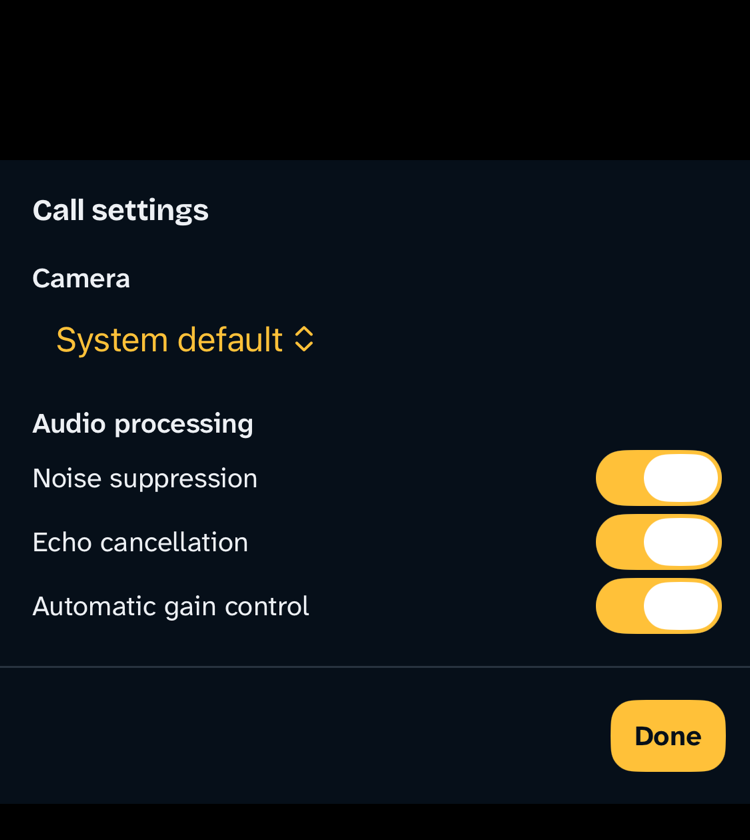 Call settings
Camera
System default
Audio processing
Noise suppression
Echo cancellation
Automatic gain control
Done